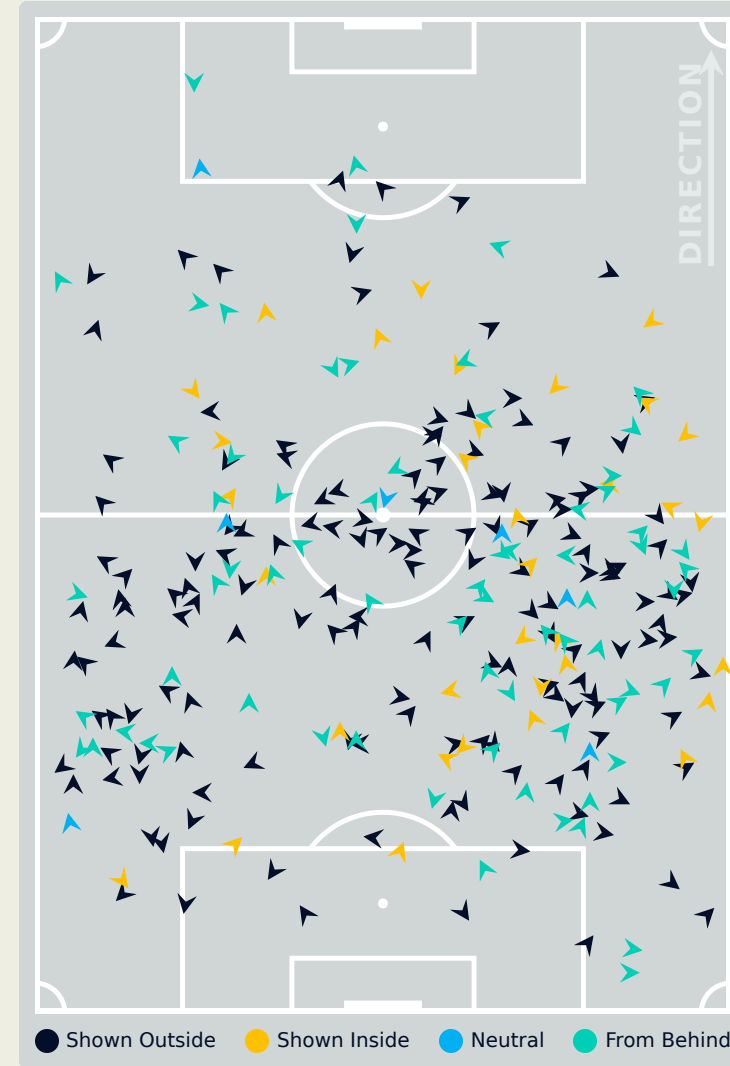 DIRECTION
Shown Outside
Shown Inside
Neutral
From Behind